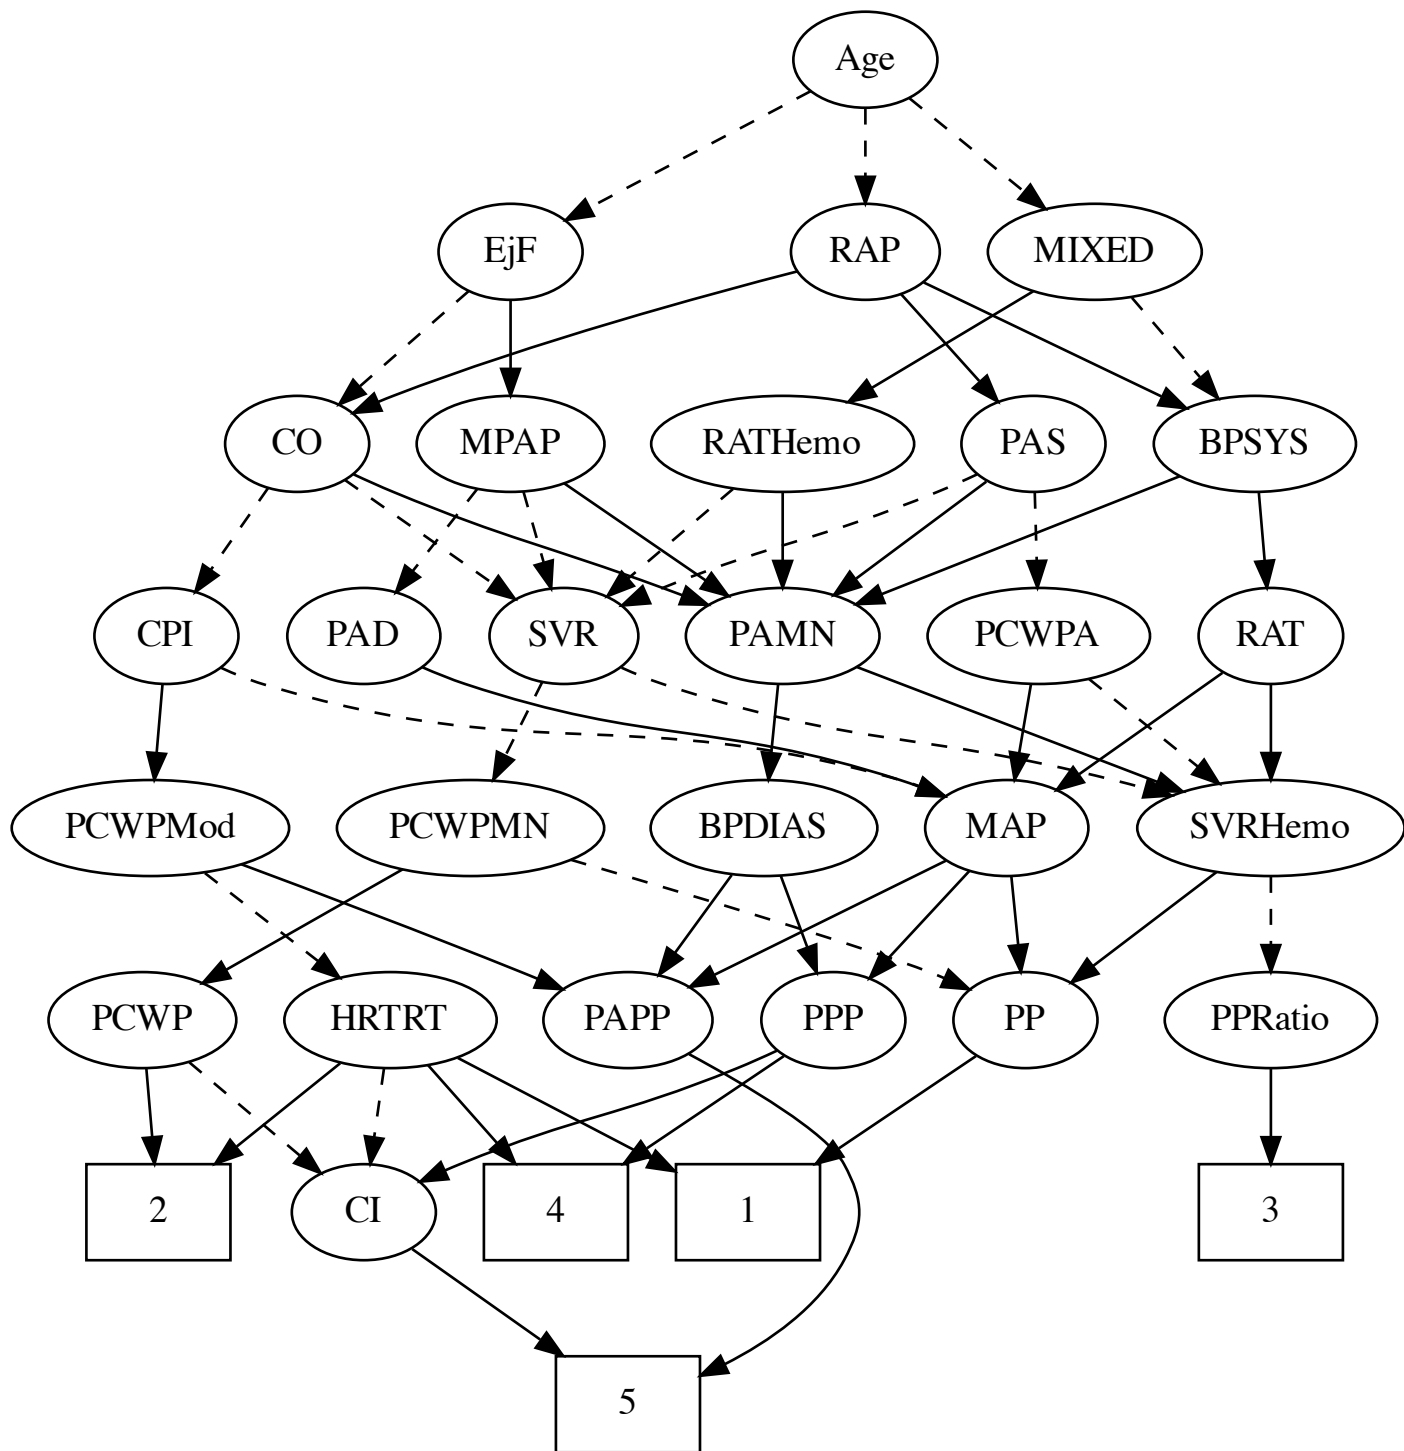 Age
EjF
RAP
MIXED
CO
MPAP
RATHemo
PAS
BPSYS
CPI
PAD
SVR
PAMN
PCWPA
RAT
PCWPMod
PCWPMN
BPDIAS
MAP
SVRHemo
PCWP
HRTRT
PAPP
PPP
PP
PPRatio
2
CI
4
1
3
5